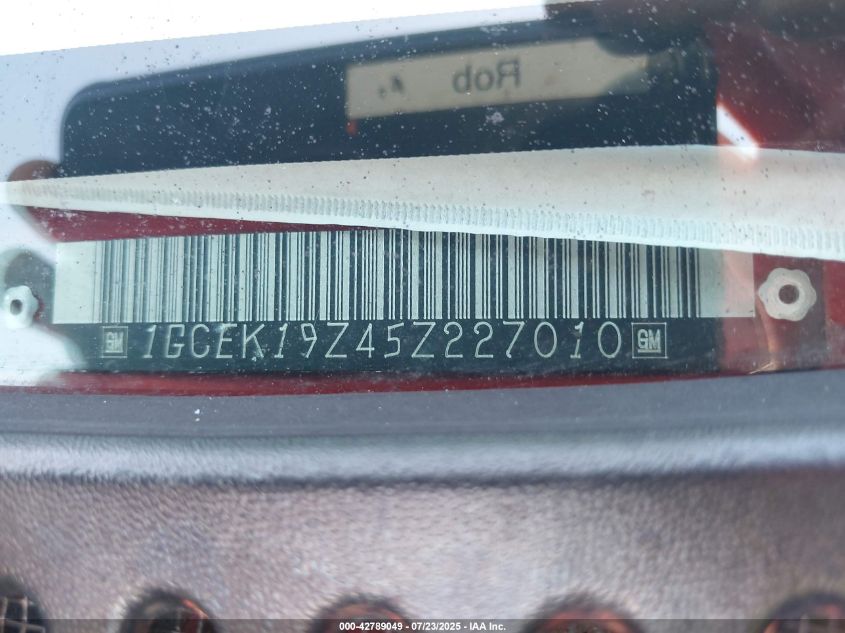 Rob
GM 1GCEK19Z45Z227010 GM
000-42789049 - 07/23/2025 - IAA Inc.